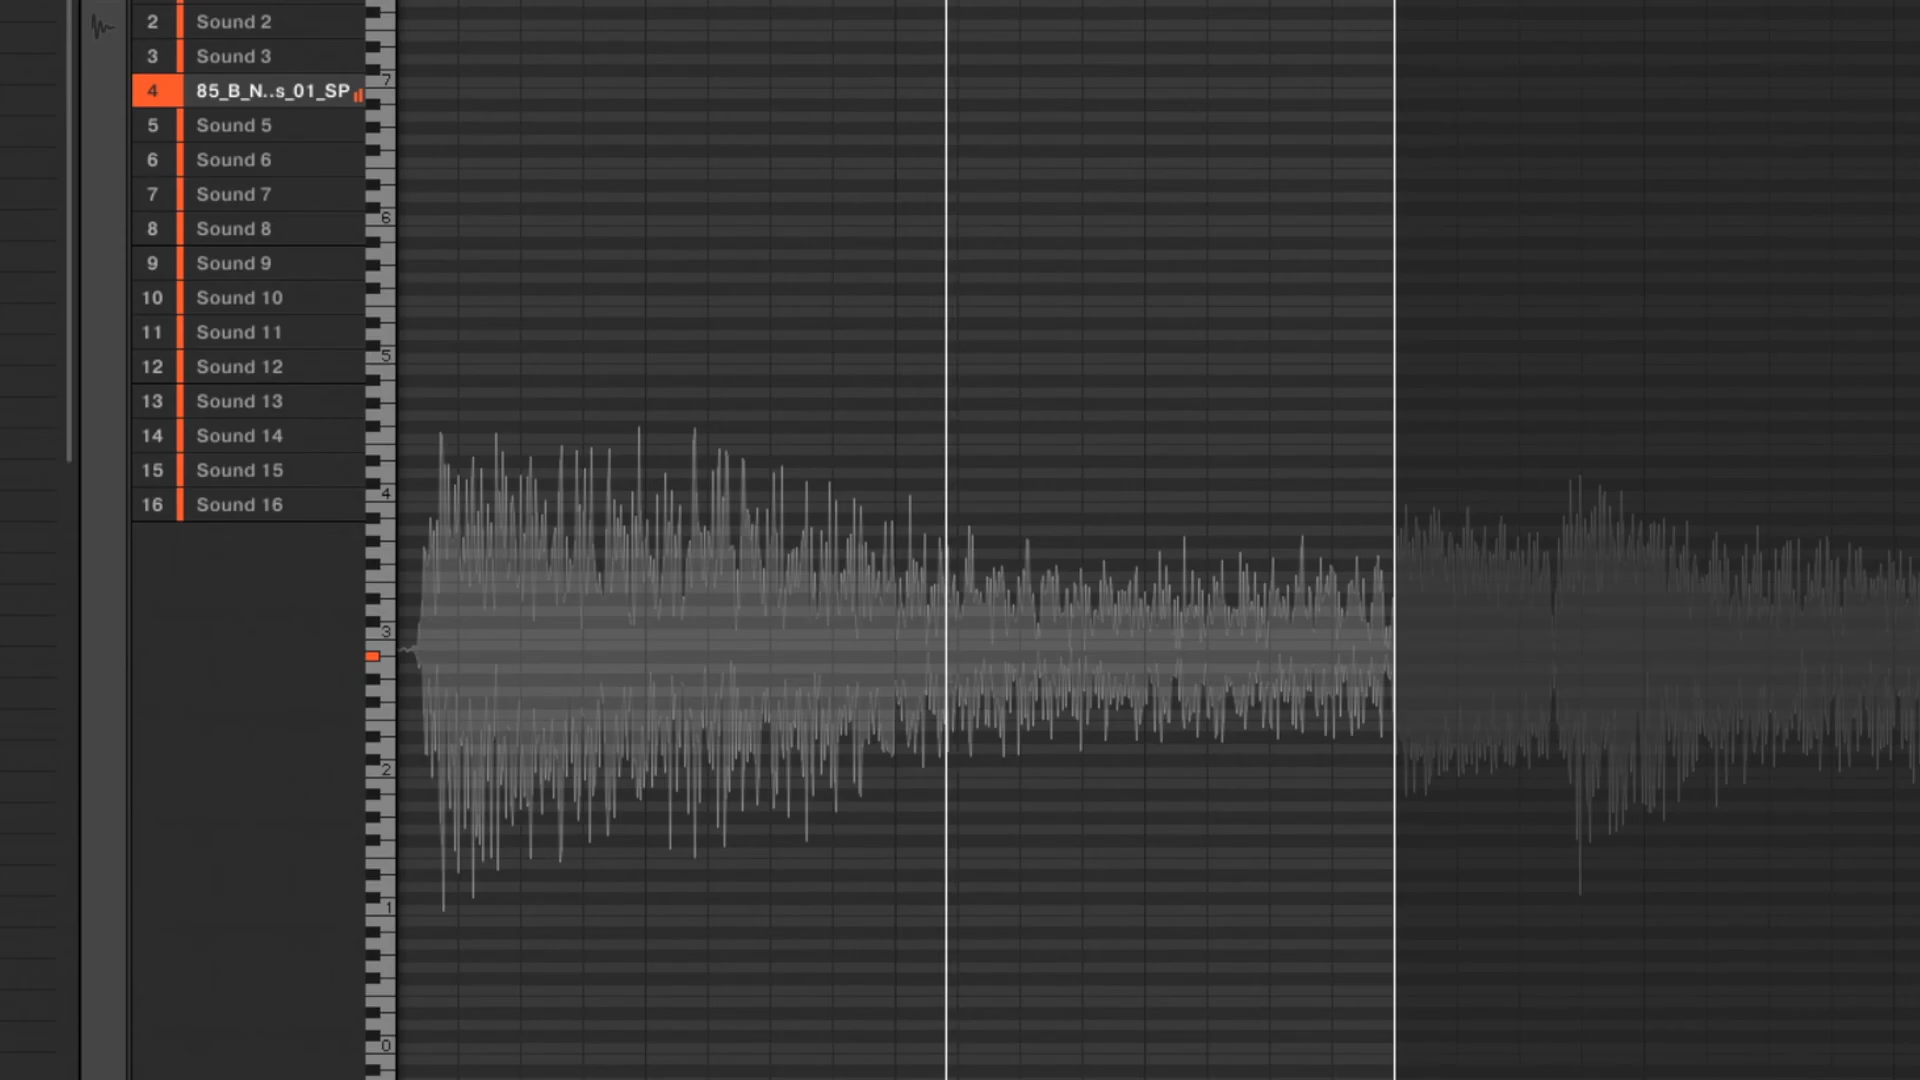 2 Sound 2
3 Sound 3
4 85_B_N..s_01_SP
5 Sound 5
6 Sound 6
7 Sound 7
8 Sound 8
9 Sound 9
10 Sound 10
11 Sound 11
12 Sound 12
13 Sound 13
14 Sound 14
15 Sound 15
16 Sound 16
7
6
5
4
3
2
1
0